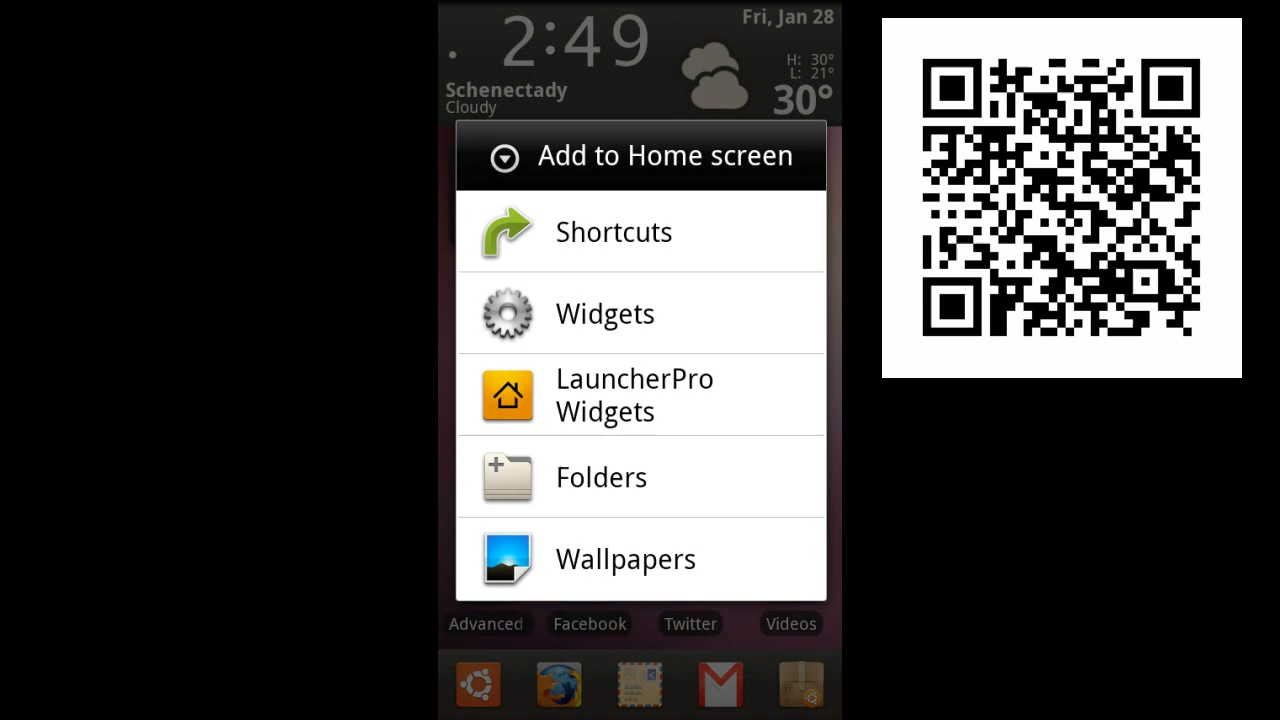 2:49
Fri, Jan 28
H: 30°
L: 21°
Schenectady
Cloudy
30°
Add to Home screen
Shortcuts
Widgets
LauncherPro
Widgets
Folders
Wallpapers
Advanced
Facebook
Twitter
Videos